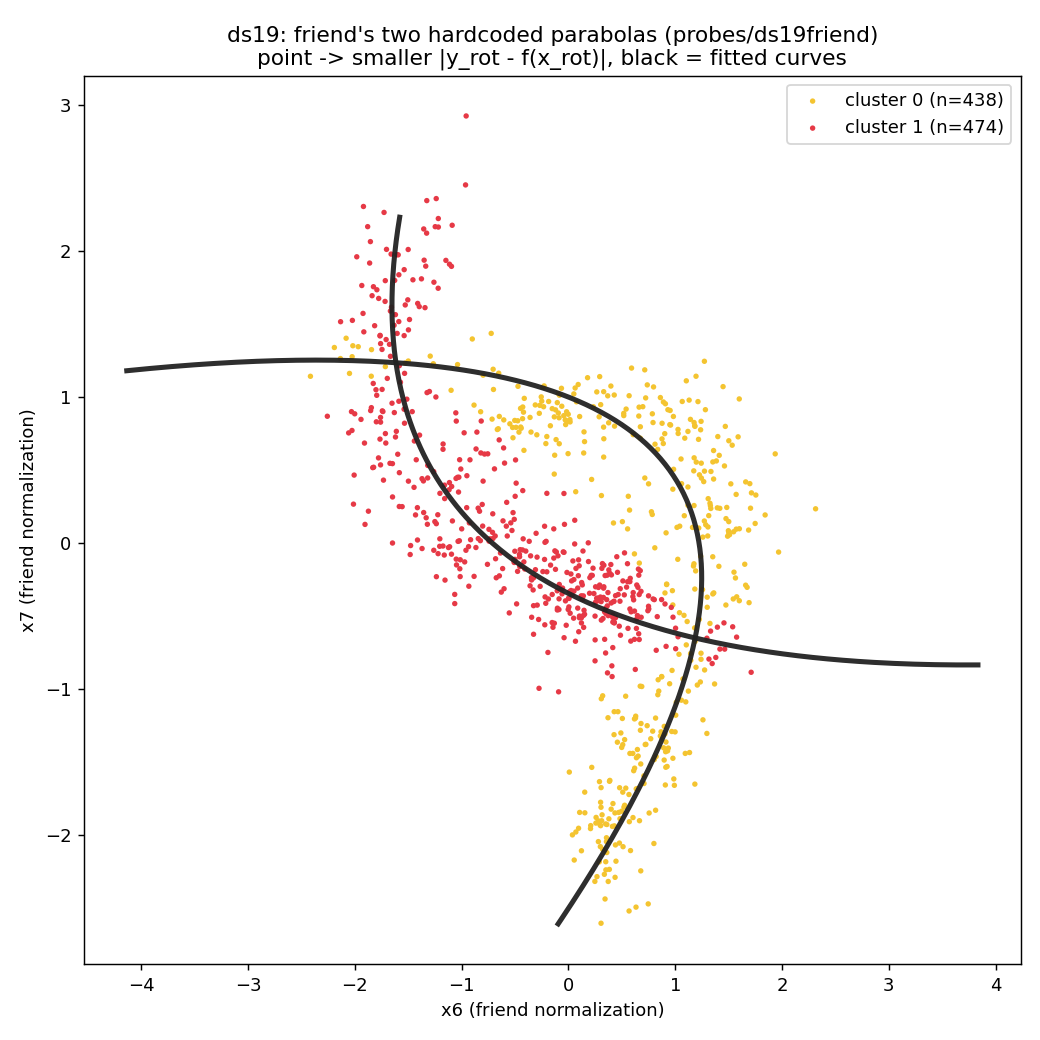 ds19: friend's two hardcoded parabolas (probes/ds19friend)
point -> smaller |y_rot - f(x_rot)|, black = fitted curves
cluster 0 (n=438)
cluster 1 (n=474)
3
2
1
0
−1
−2
x7 (friend normalization)
−4
−3
−2
−1
0
1
2
3
4
x6 (friend normalization)